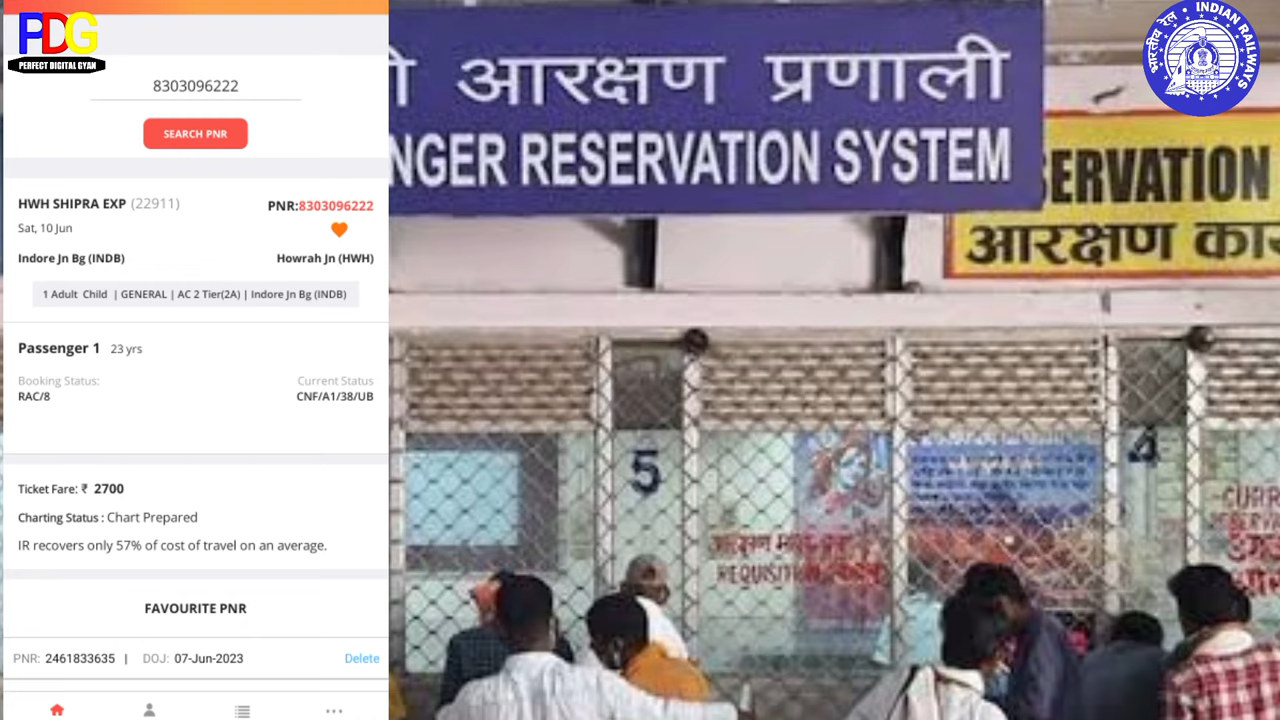 PDG
PERFECT DIGITAL GYAN
8303096222
SEARCH PNR
HWH SHIPRA EXP (22911)
PNR:8303096222
Sat, 10 Jun
Indore Jn Bg (INDB)
Howrah Jn (HWH)
1 Adult Child | GENERAL | AC 2 Tier(2A) | Indore Jn Bg (INDB)
Passenger 1 23 yrs
Booking Status:
Current Status
RAC/8
CNF/A1/38/UB
Ticket Fare: ₹ 2700
Charting Status : Chart Prepared
IR recovers only 57% of cost of travel on an average.
FAVOURITE PNR
PNR: 2461833635 | DOJ: 07-Jun-2023
Delete
आरक्षण प्रणाली
NGER RESERVATION SYSTEM
ERVATION
आरक्षण का
भारतीय रेल
INDIAN RAILWAYS
5
4